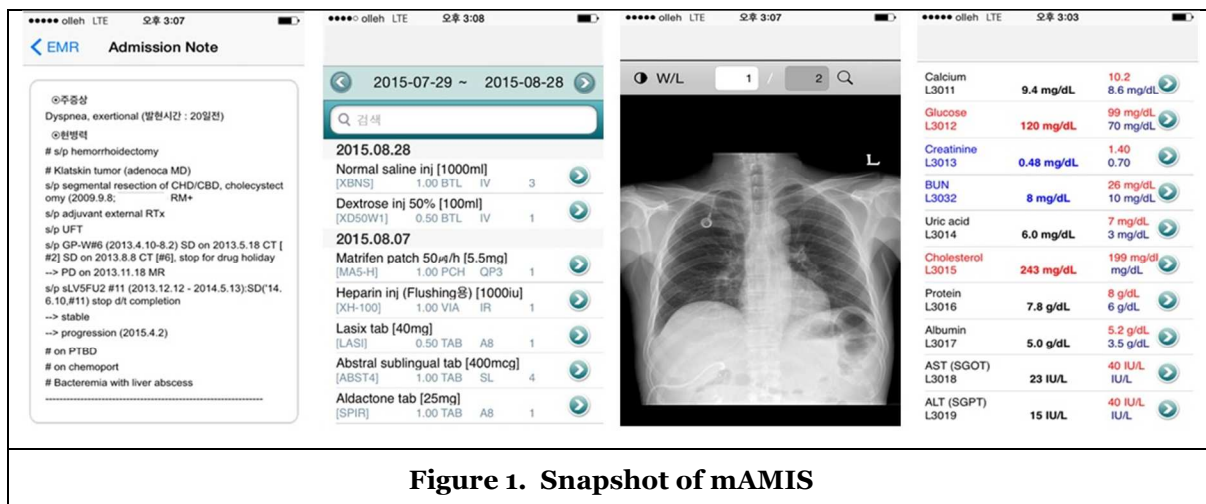 ●●●●● olleh LTE 오후 3:07
EMR Admission Note
⊙주증상
Dyspnea, exertional (발현시간 : 20일전)
⊙현병력
# s/p hemorrhoidectomy
# Klatskin tumor (adenoca MD)
s/p segmental resection of CHD/CBD, cholecystect
omy (2009.9.8; RM+
s/p adjuvant external RTx
s/p UFT
s/p GP-W#6 (2013.4.10-8.2) SD on 2013.5.18 CT [
#2] SD on 2013.8.8 CT [#6], stop for drug holiday
--> PD on 2013.11.18 MR
s/p sLV5FU2 #11 (2013.12.12 - 2014.5.13):SD('14.
6.10,#11) stop d/t completion
--> stable
--> progression (2015.4.2)
# on PTBD
# on chemoport
# Bacteremia with liver abscess
--------------------------------------------------------------
●●●●○ olleh LTE 오후 3:08
2015-07-29 ~ 2015-08-28
검색
2015.08.28
Normal saline inj [1000ml]
[XBNS] 1.00 BTL IV 3
Dextrose inj 50% [100ml]
[XD50W1] 0.50 BTL IV 1
2015.08.07
Matrifen patch 50㎍/h [5.5mg]
[MA5-H] 1.00 PCH QP3 1
Heparin inj (Flushing용) [1000iu]
[XH-100] 1.00 VIA IR 1
Lasix tab [40mg]
[LASI] 0.50 TAB A8 1
Abstral sublingual tab [400mcg]
[ABST4] 1.00 TAB SL 4
Aldactone tab [25mg]
[SPIR] 1.00 TAB A8 1
●●●●● olleh LTE 오후 3:07
W/L 1 / 2
L
●●●●● olleh LTE 오후 3:03
Calcium 10.2
L3011 9.4 mg/dL 8.6 mg/dL
Glucose 99 mg/dL
L3012 120 mg/dL 70 mg/dL
Creatinine 1.40
L3013 0.48 mg/dL 0.70
BUN 26 mg/dL
L3032 8 mg/dL 10 mg/dL
Uric acid 7 mg/dL
L3014 6.0 mg/dL 3 mg/dL
Cholesterol 199 mg/dl
L3015 243 mg/dL mg/dL
Protein 8 g/dL
L3016 7.8 g/dL 6 g/dL
Albumin 5.2 g/dL
L3017 5.0 g/dL 3.5 g/dL
AST (SGOT) 40 IU/L
L3018 23 IU/L IU/L
ALT (SGPT) 40 IU/L
L3019 15 IU/L IU/L
Figure 1. Snapshot of mAMIS